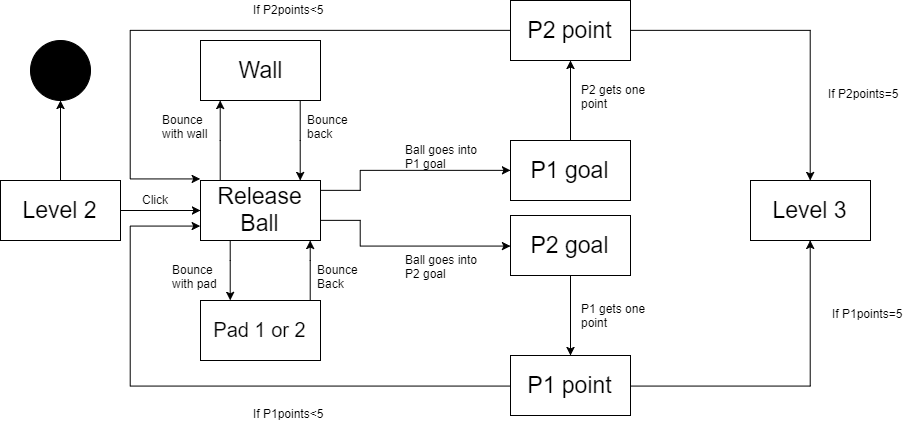 If P2points<5
P2 point
Wall
P2 gets one
point
If P2points=5
Bounce
with wall
Bounce
back
Ball goes into
P1 goal
P1 goal
Level 2
Click
Release
Ball
Level 3
P2 goal
Ball goes into
P2 goal
Bounce
with pad
Bounce
Back
P1 gets one
point
If P1points=5
Pad 1 or 2
P1 point
If P1points<5